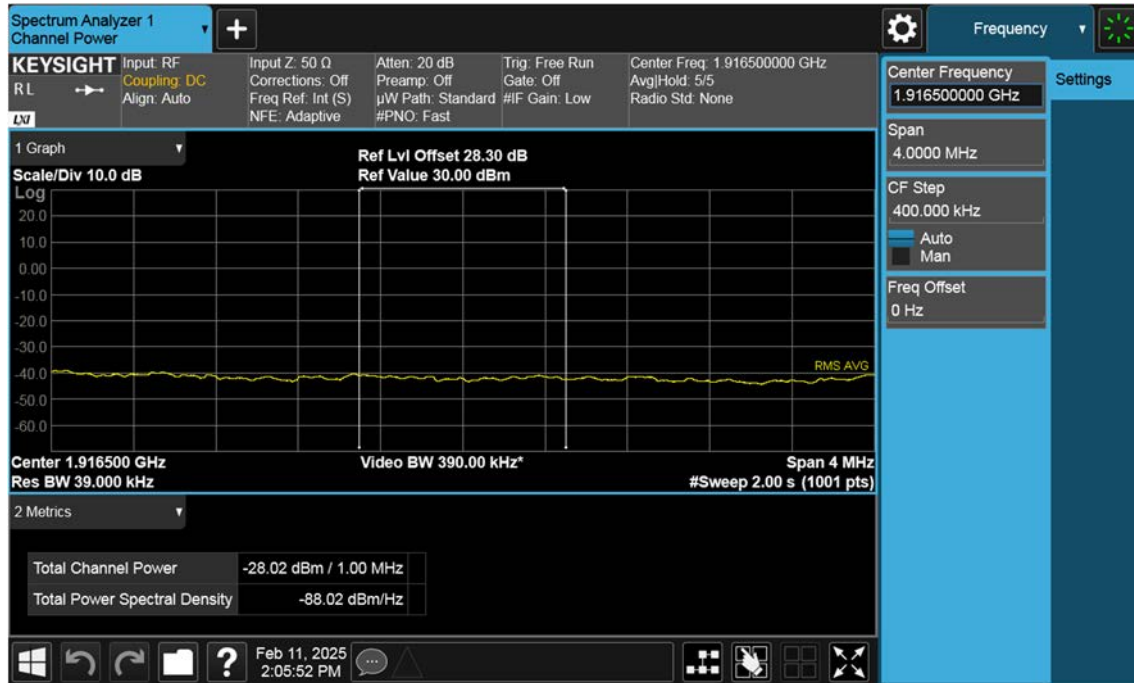 Spectrum Analyzer 1
Channel Power
+
Frequency
KEYSIGHT
RL
LXI
Input: RF
Coupling: DC
Align: Auto
Input Z: 50 Ω
Corrections: Off
Freq Ref: Int (S)
NFE: Adaptive
Atten: 20 dB
Preamp: Off
µW Path: Standard
#PNO: Fast
Trig: Free Run
Gate: Off
#IF Gain: Low
Center Freq: 1.916500000 GHz
Avg|Hold: 5/5
Radio Std: None
Center Frequency
1.916500000 GHz
Settings
Span
4.0000 MHz
CF Step
400.000 kHz
Auto
Man
Freq Offset
0 Hz
1 Graph
Scale/Div 10.0 dB
Ref Lvl Offset 28.30 dB
Ref Value 30.00 dBm
Log
20.0
10.0
0.00
-10.0
-20.0
-30.0
-40.0
-50.0
-60.0
RMS AVG
Center 1.916500 GHz
Res BW 39.000 kHz
Video BW 390.00 kHz*
Span 4 MHz
#Sweep 2.00 s (1001 pts)
2 Metrics
Total Channel Power -28.02 dBm / 1.00 MHz
Total Power Spectral Density -88.02 dBm/Hz
?
Feb 11, 2025
2:05:52 PM